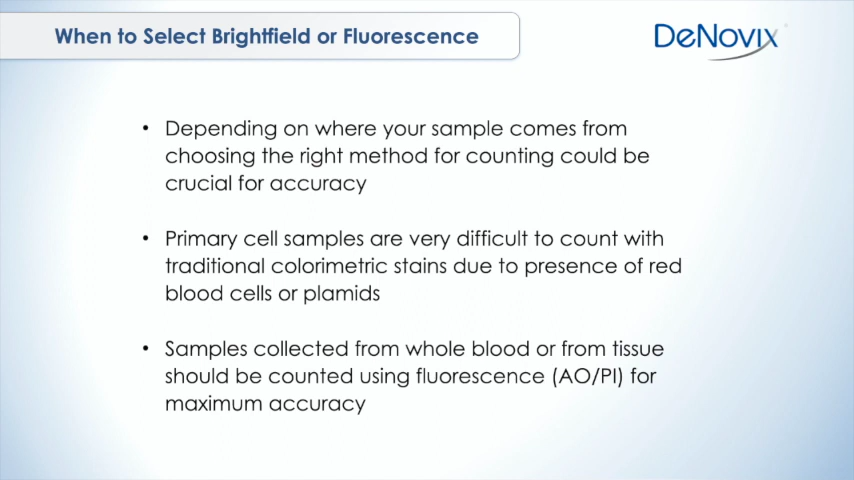 When to Select Brightfield or Fluorescence
DeNovix
• Depending on where your sample comes from
choosing the right method for counting could be
crucial for accuracy
• Primary cell samples are very difficult to count with
traditional colorimetric stains due to presence of red
blood cells or plamids
• Samples collected from whole blood or from tissue
should be counted using fluorescence (AO/PI) for
maximum accuracy